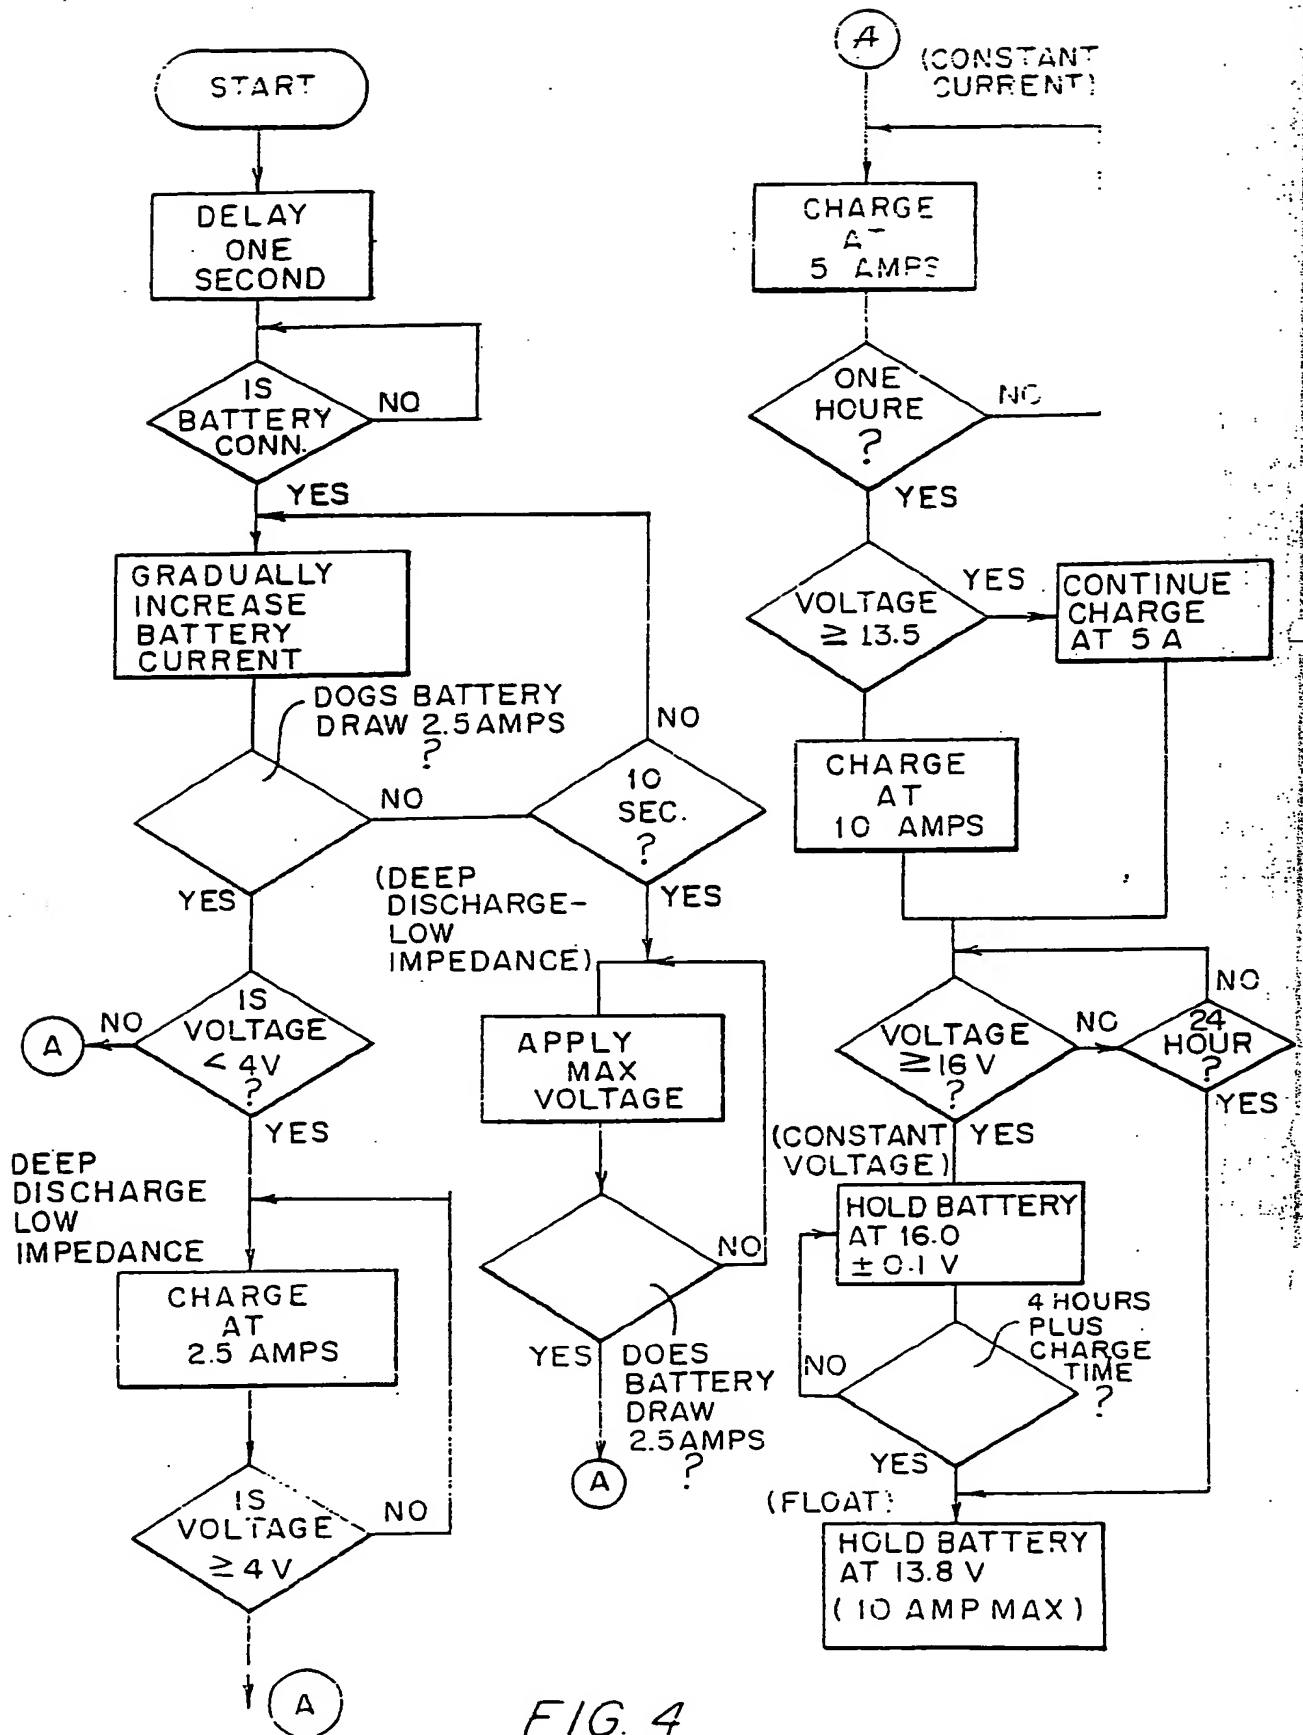 START
DELAY
ONE
SECOND
IS
BATTERY
CONN.
NO
YES
GRADUALLY
INCREASE
BATTERY
CURRENT
DOGS BATTERY
DRAW 2.5 AMPS
?
NO
YES
10
SEC.
?
NO
YES
(DEEP
DISCHARGE-
LOW
IMPEDANCE)
IS
VOLTAGE
< 4V
?
NO
A
YES
DEEP
DISCHARGE
LOW
IMPEDANCE
CHARGE
AT
2.5 AMPS
IS
VOLTAGE
≥ 4V
NO
A
APPLY
MAX
VOLTAGE
NO
YES
DOES
BATTERY
DRAW
2.5 AMPS
?
A
A
(CONSTANT
CURRENT)
CHARGE
AT
5 AMPS
ONE
HOURE
?
NO
YES
VOLTAGE
≥ 13.5
YES
CONTINUE
CHARGE
AT 5 A
CHARGE
AT
10 AMPS
VOLTAGE
≥ 16 V
?
NO
24
HOUR
?
NO
YES
YES
(CONSTANT
VOLTAGE)
HOLD BATTERY
AT 16.0
± 0.1 V
4 HOURS
PLUS
CHARGE
TIME
?
NO
YES
(FLOAT)
HOLD BATTERY
AT 13.8 V
(10 AMP MAX)
FIG. 4